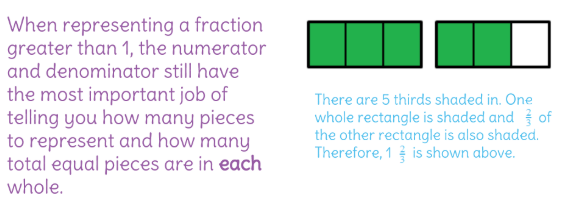 When representing a fraction
greater than 1, the numerator
and denominator still have
the most important job of
telling you how many pieces
to represent and how many
total equal pieces are in each
whole.
There are 5 thirds shaded in. One
whole rectangle is shaded and 2/3 of
the other rectangle is also shaded.
Therefore, 1 2/3 is shown above.